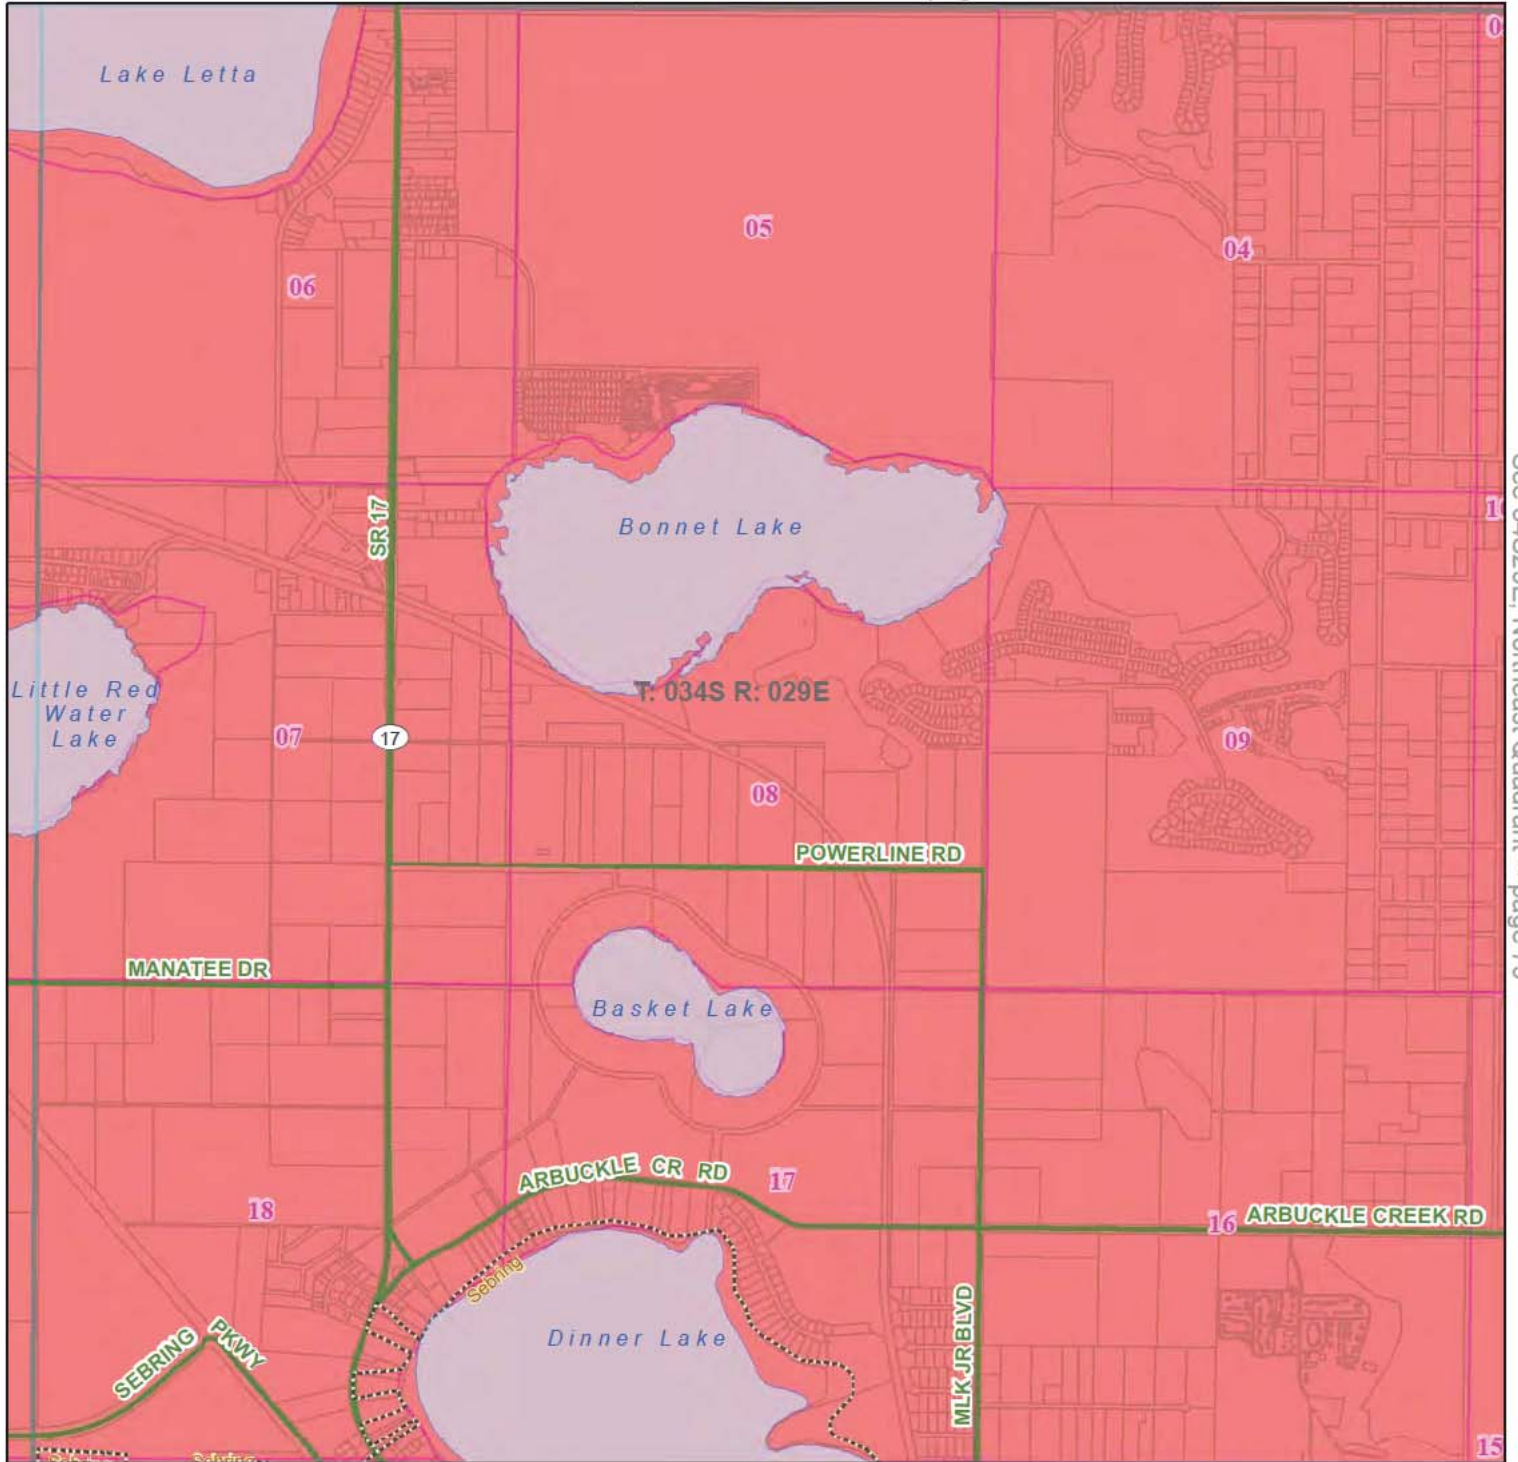 Lake Letta
05
04
06
SR 17
Bonnet Lake
Little Red
Water
Lake
T: 034S R: 029E
07
17
09
08
POWERLINE RD
MANATEE DR
Basket Lake
ARBUCKLE CR RD
17
18
16
ARBUCKLE CREEK RD
Sebring
Dinner Lake
SEBRING PKWY
MLK JR BLVD
15
Sebring
Sebring